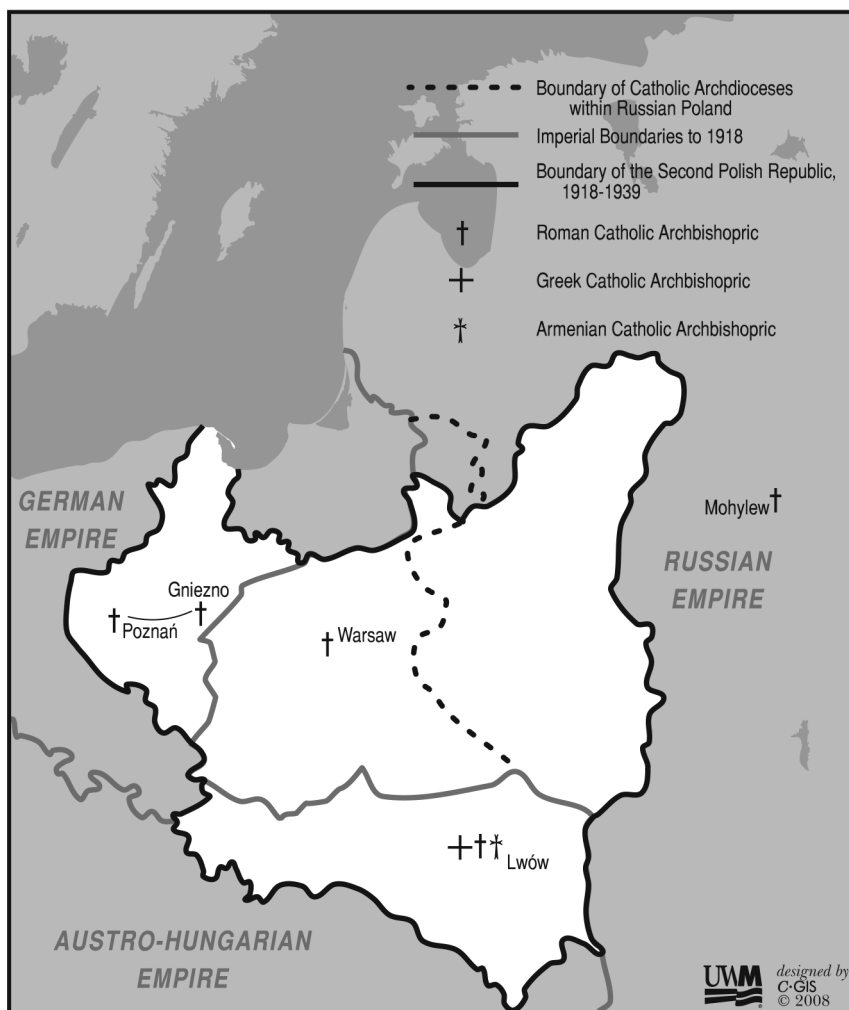 Boundary of Catholic Archdioceses
within Russian Poland
Imperial Boundaries to 1918
Boundary of the Second Polish Republic,
1918-1939
Roman Catholic Archbishopric
Greek Catholic Archbishopric
Armenian Catholic Archbishopric
GERMAN
EMPIRE
Mohylew
RUSSIAN
EMPIRE
Gniezno
Poznań
Warsaw
Lwów
AUSTRO-HUNGARIAN
EMPIRE
UWM
designed by
C·GIS
© 2008